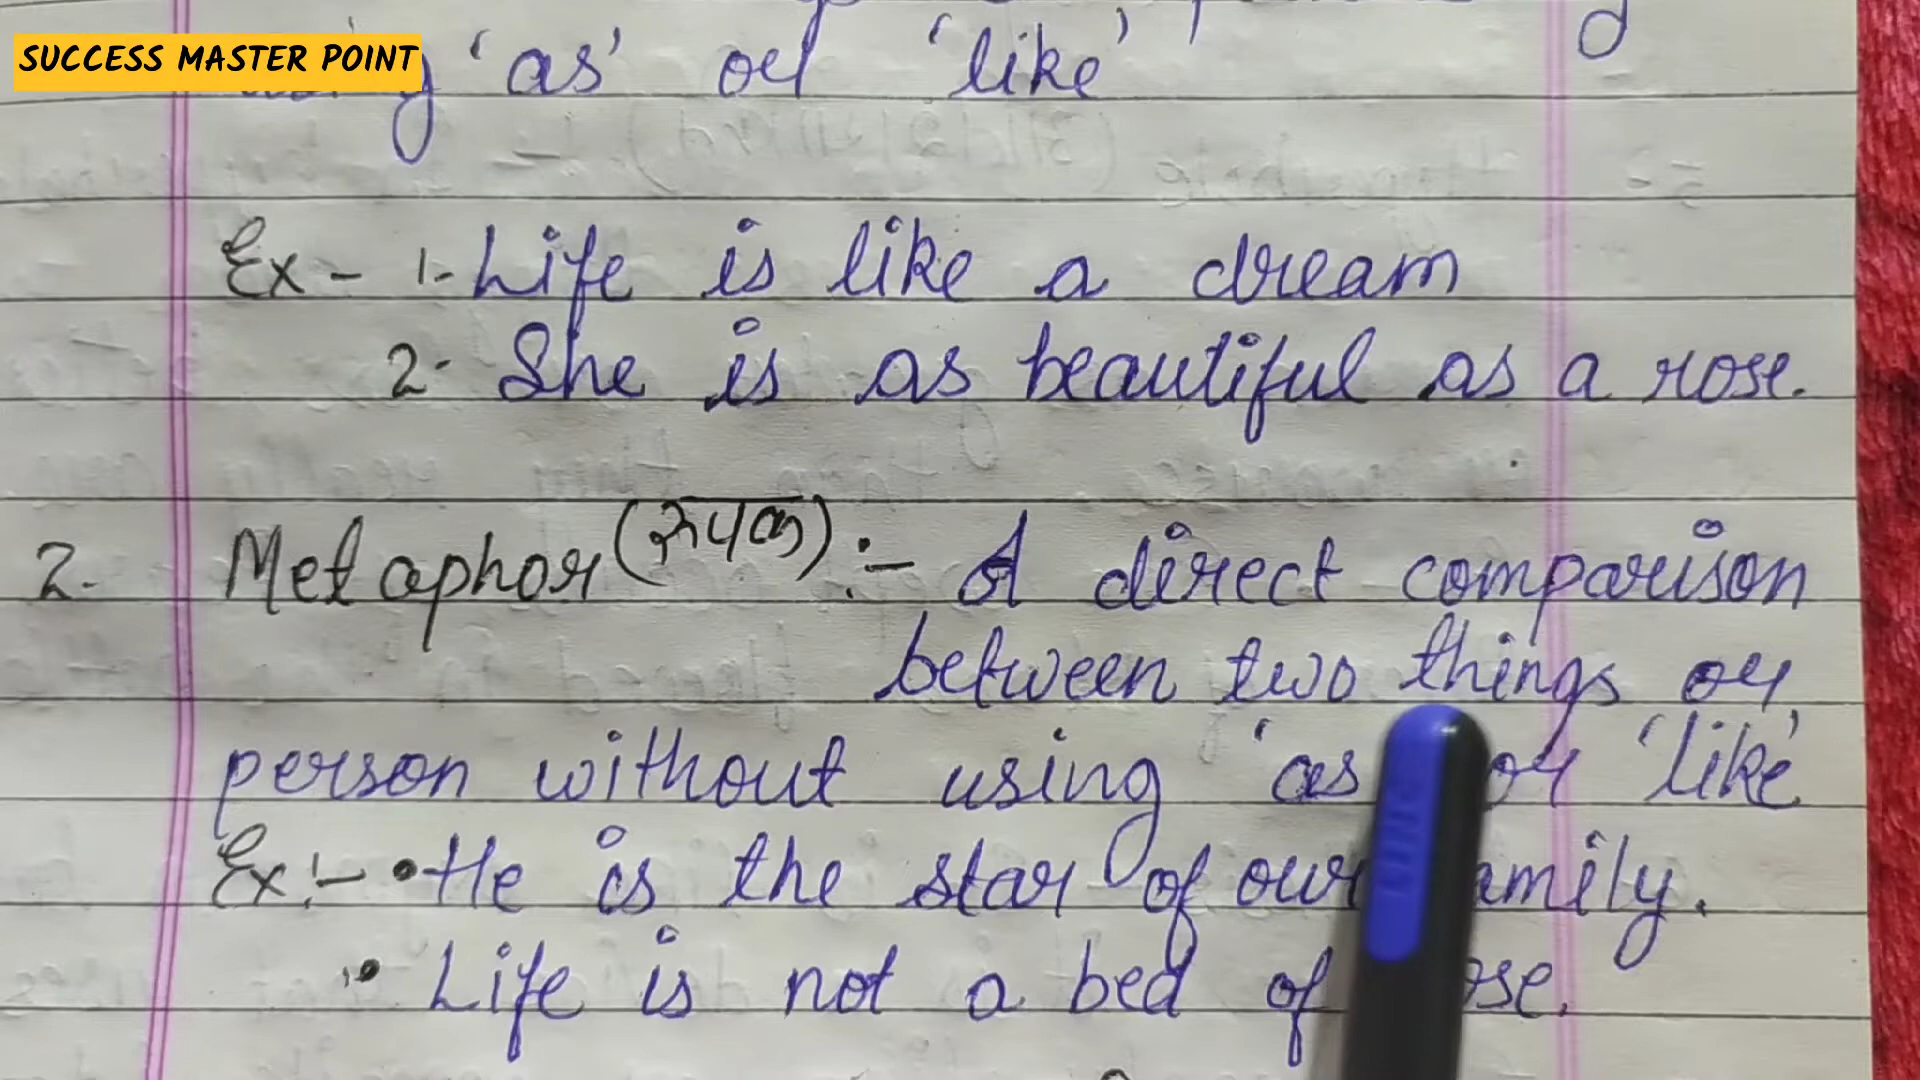 SUCCESS MASTER POINT
'as' or 'like'
Ex - 1- Life is like a dream
2- She is as beautiful as a rose.
2. Metaphor (रूपक) :- A direct comparison
between two things or
person without using 'as or 'like'
Ex:- • He is the star of our family.
• Life is not a bed of rose.